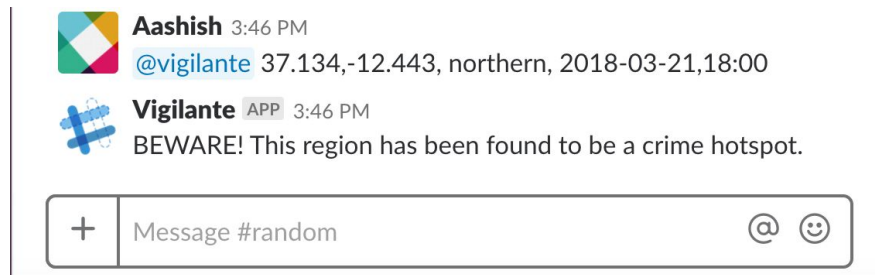 Aashish 3:46 PM
@vigilante 37.134,-12.443, northern, 2018-03-21,18:00
Vigilante APP 3:46 PM
BEWARE! This region has been found to be a crime hotspot.
+ Message #random @